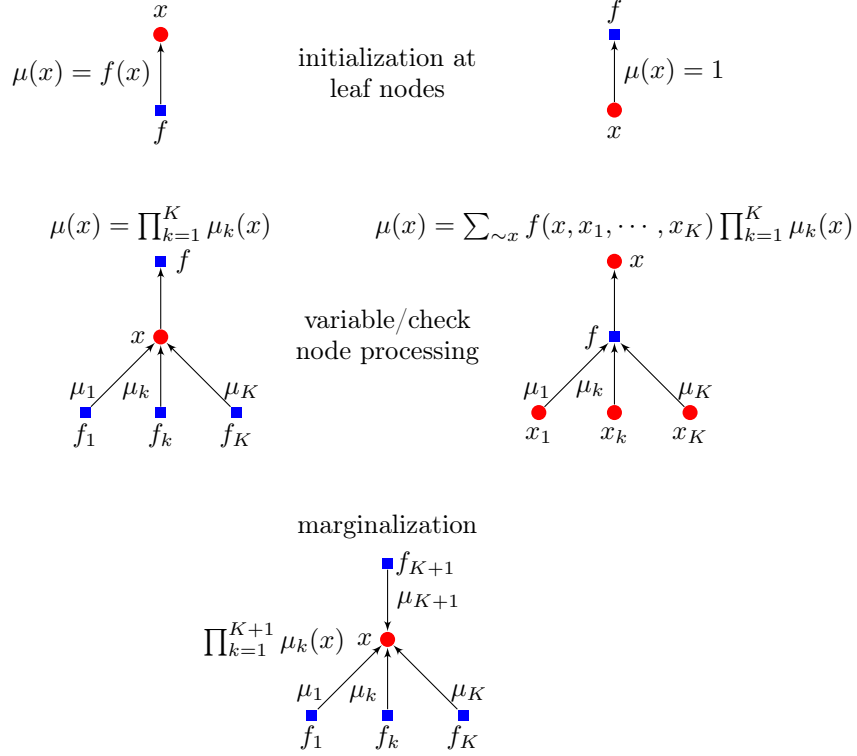 x
f
μ(x) = f(x)
initialization at
leaf nodes
μ(x) = 1
f
x
μ(x) = ∏_{k=1}^{K} μ_k(x)
μ(x) = ∑_{∼x} f(x, x_1, ⋯ , x_K) ∏_{k=1}^{K} μ_k(x)
f
x
x
variable/check
node processing
f
μ_1 μ_k μ_K
μ_1 μ_k μ_K
f_1 f_k f_K
x_1 x_k x_K
marginalization
f_{K+1}
μ_{K+1}
∏_{k=1}^{K+1} μ_k(x) x
μ_1 μ_k μ_K
f_1 f_k f_K